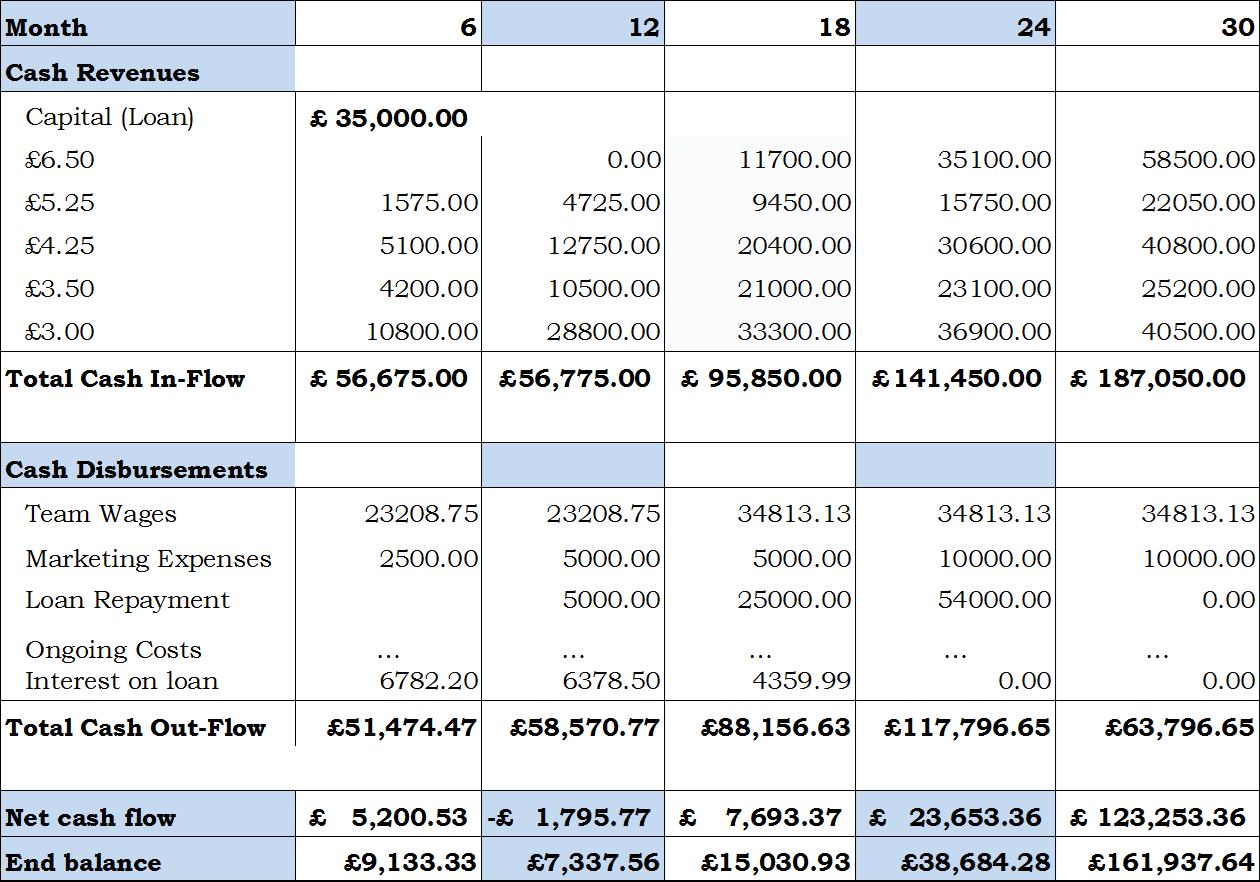 Month 6 12 18 24 30
Cash Revenues
Capital (Loan) £ 35,000.00
£6.50 0.00 11700.00 35100.00 58500.00
£5.25 1575.00 4725.00 9450.00 15750.00 22050.00
£4.25 5100.00 12750.00 20400.00 30600.00 40800.00
£3.50 4200.00 10500.00 21000.00 23100.00 25200.00
£3.00 10800.00 28800.00 33300.00 36900.00 40500.00
Total Cash In-Flow £ 56,675.00 £56,775.00 £ 95,850.00 £141,450.00 £ 187,050.00
Cash Disbursements
Team Wages 23208.75 23208.75 34813.13 34813.13 34813.13
Marketing Expenses 2500.00 5000.00 5000.00 10000.00 10000.00
Loan Repayment 5000.00 25000.00 54000.00 0.00
Ongoing Costs ... ... ... ... ...
Interest on loan 6782.20 6378.50 4359.99 0.00 0.00
Total Cash Out-Flow £51,474.47 £58,570.77 £88,156.63 £117,796.65 £63,796.65
Net cash flow £ 5,200.53 -£ 1,795.77 £ 7,693.37 £ 23,653.36 £ 123,253.36
End balance £9,133.33 £7,337.56 £15,030.93 £38,684.28 £161,937.64